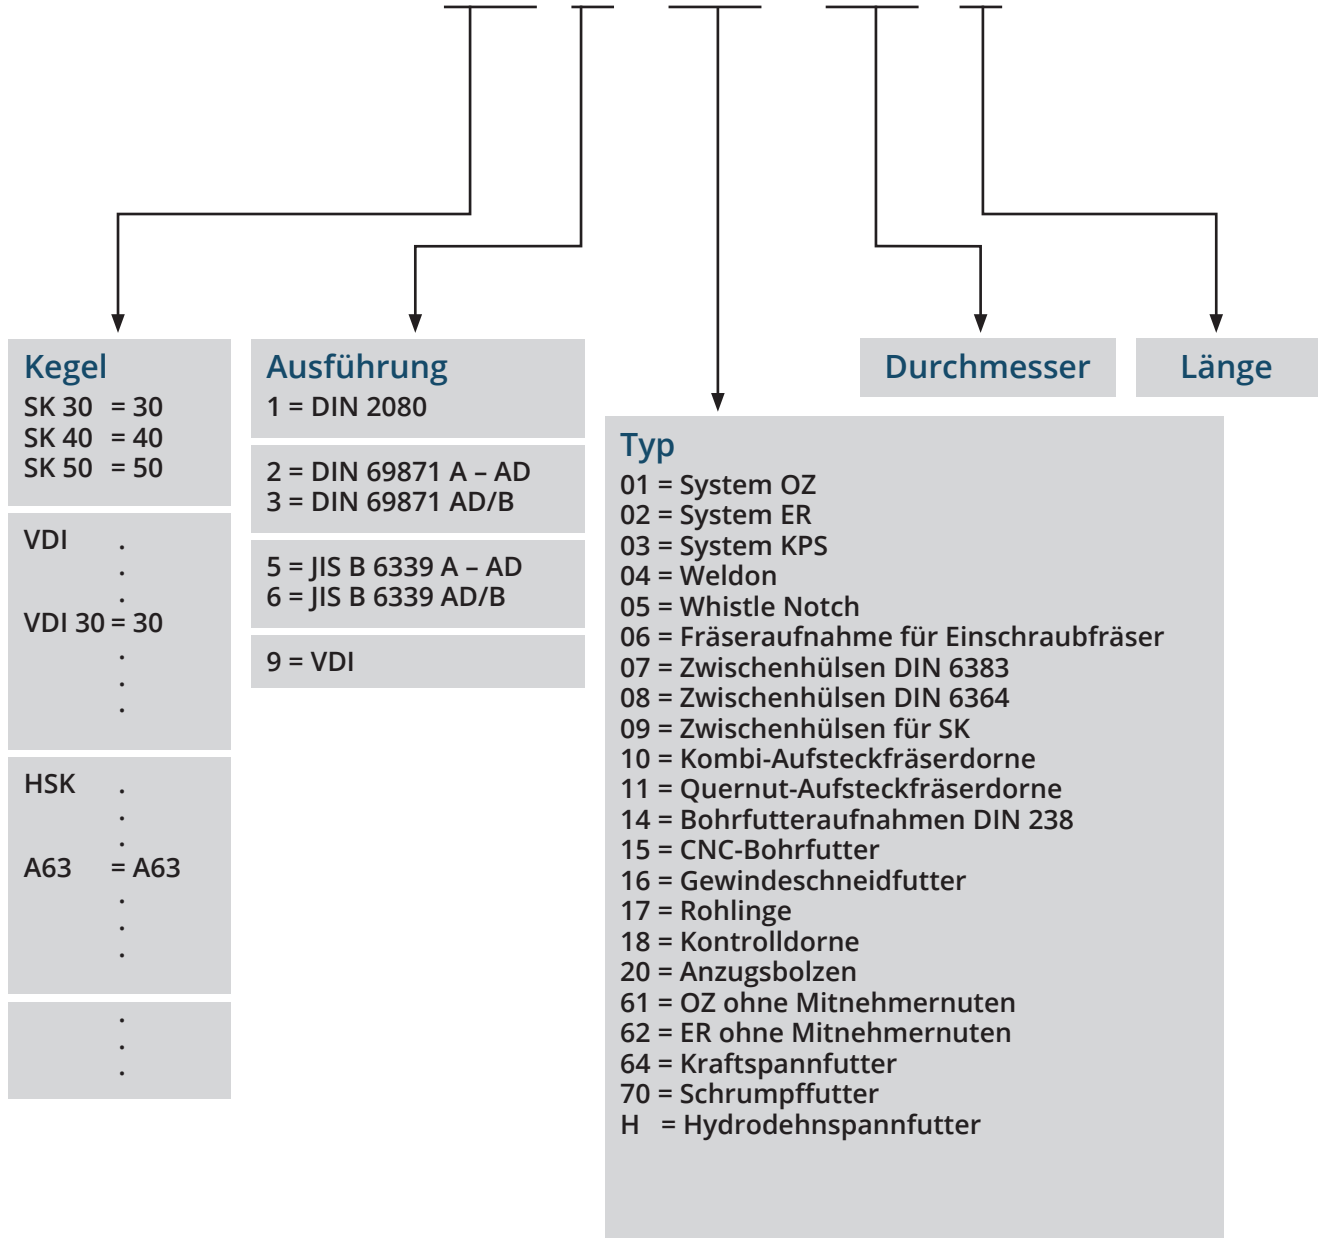 Kegel
SK 30 = 30
SK 40 = 40
SK 50 = 50
VDI .
.
.
VDI 30 = 30
.
.
.
HSK .
.
.
A63 = A63
.
.
.
.
.
.
Ausführung
1 = DIN 2080
2 = DIN 69871 A – AD
3 = DIN 69871 AD/B
5 = JIS B 6339 A – AD
6 = JIS B 6339 AD/B
9 = VDI
Typ
01 = System OZ
02 = System ER
03 = System KPS
04 = Weldon
05 = Whistle Notch
06 = Fräseraufnahme für Einschraubfräser
07 = Zwischenhülsen DIN 6383
08 = Zwischenhülsen DIN 6364
09 = Zwischenhülsen für SK
10 = Kombi-Aufsteckfräserdorne
11 = Quernut-Aufsteckfräserdorne
14 = Bohrfutteraufnahmen DIN 238
15 = CNC-Bohrfutter
16 = Gewindeschneidfutter
17 = Rohlinge
18 = Kontrolldorne
20 = Anzugsbolzen
61 = OZ ohne Mitnehmernuten
62 = ER ohne Mitnehmernuten
64 = Kraftspannfutter
70 = Schrumpffutter
H = Hydrodehnspannfutter
Durchmesser
Länge